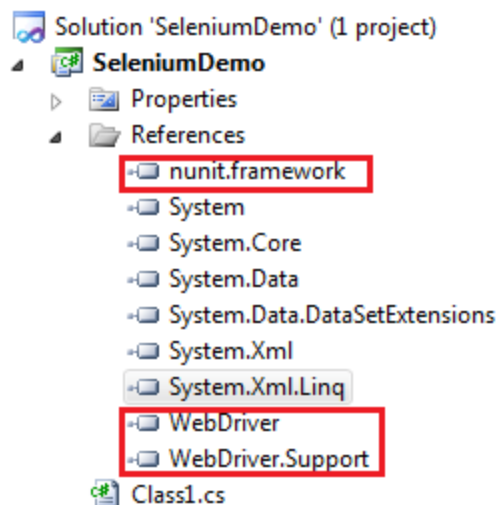 Solution 'SeleniumDemo' (1 project)
SeleniumDemo
Properties
References
nunit.framework
System
System.Core
System.Data
System.Data.DataSetExtensions
System.Xml
System.Xml.Linq
WebDriver
WebDriver.Support
Class1.cs